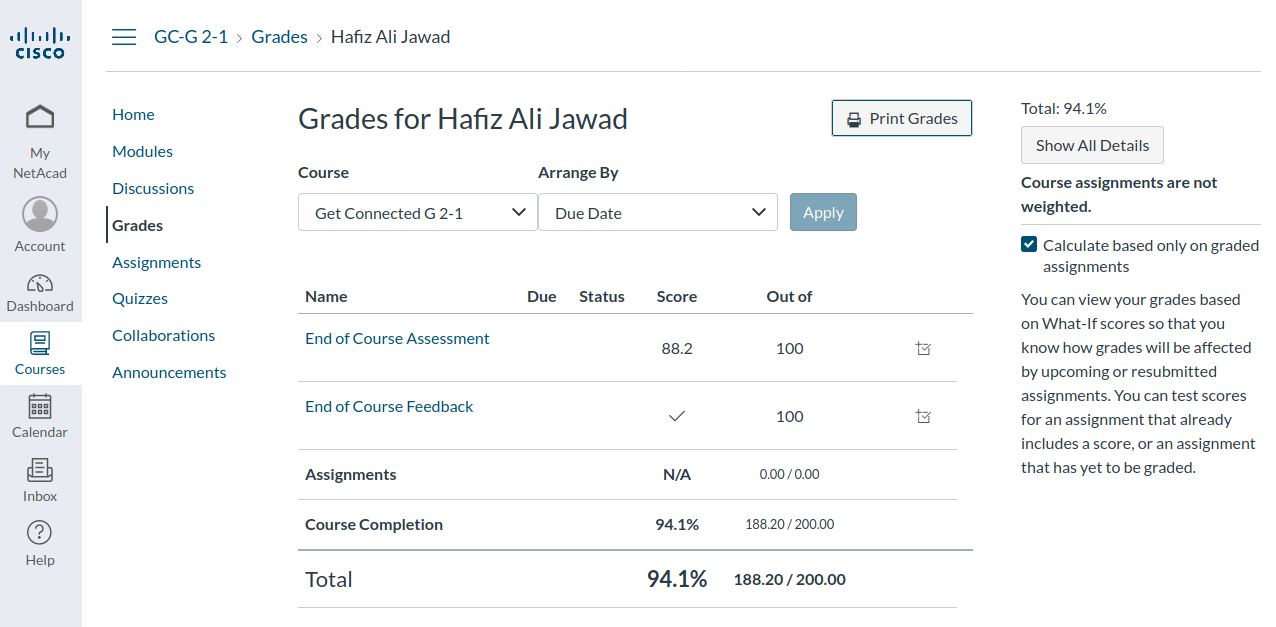 CISCO
My
NetAcad
Account
Dashboard
Courses
Calendar
Inbox
Help
GC-G 2-1 › Grades › Hafiz Ali Jawad
Home
Modules
Discussions
Grades
Assignments
Quizzes
Collaborations
Announcements
Grades for Hafiz Ali Jawad
Print Grades
Course Arrange By
Get Connected G 2-1 Due Date Apply
Name Due Status Score Out of
End of Course Assessment 88.2 100
End of Course Feedback ✓ 100
Assignments N/A 0.00 / 0.00
Course Completion 94.1% 188.20 / 200.00
Total 94.1% 188.20 / 200.00
Total: 94.1%
Show All Details
Course assignments are not
weighted.
Calculate based only on graded
assignments
You can view your grades based
on What-If scores so that you
know how grades will be affected
by upcoming or resubmitted
assignments. You can test scores
for an assignment that already
includes a score, or an assignment
that has yet to be graded.